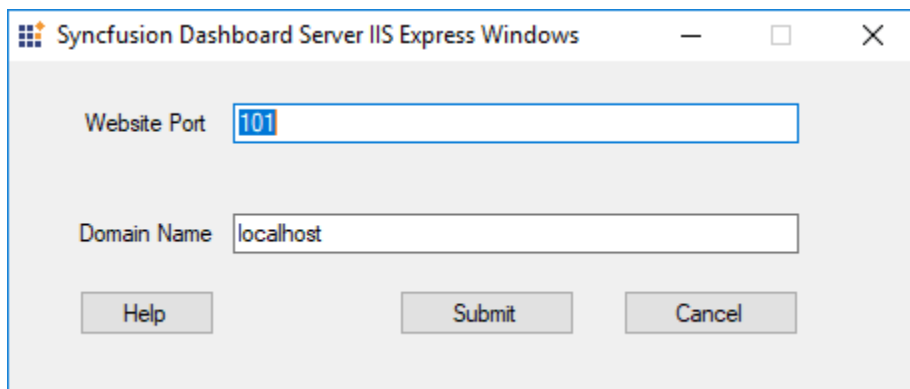 Syncfusion Dashboard Server IIS Express Windows
Website Port 101
Domain Name localhost
Help Submit Cancel